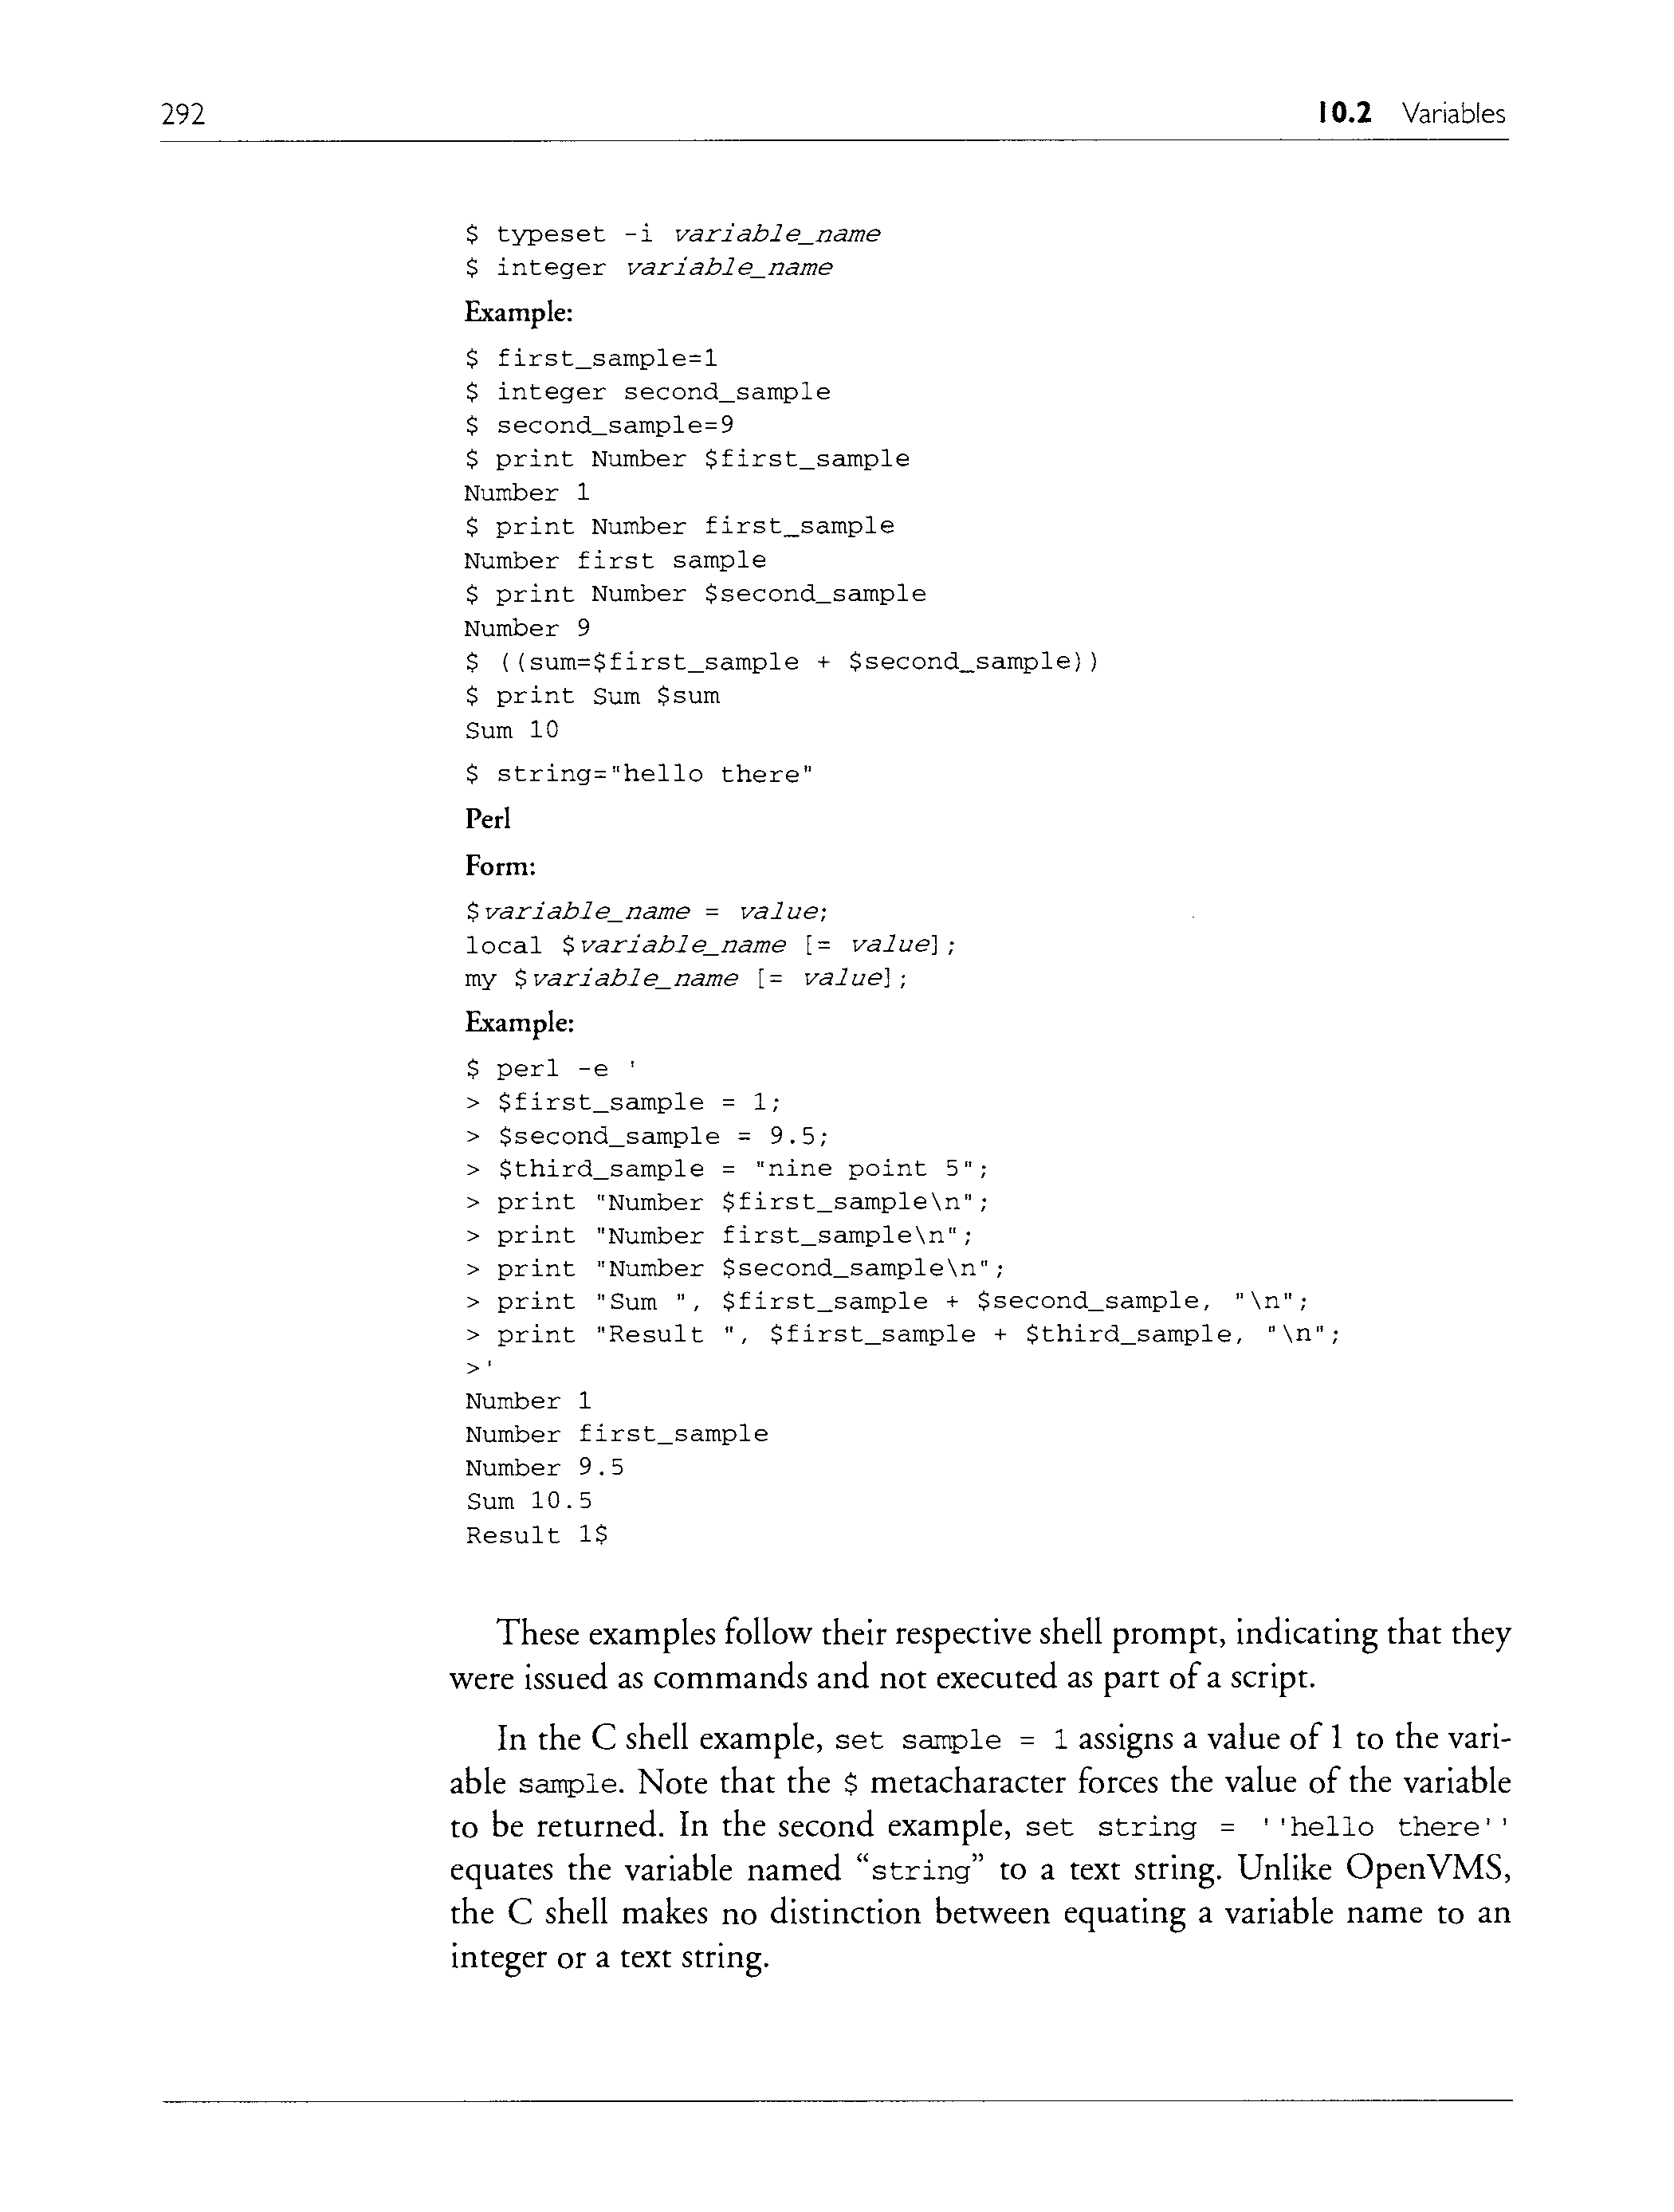 292 10.2 Variables
$ typeset -i variable_name
$ integer variable_name
Example:
$ first_sample=1
$ integer second_sample
$ second_sample=9
$ print Number $first_sample
Number 1
$ print Number first_sample
Number first sample
$ print Number $second_sample
Number 9
$ ((sum=$first_sample + $second_sample))
$ print Sum $sum
Sum 10
$ string="hello there"
Perl
Form:
$variable_name = value;
local $variable_name [= value];
my $variable_name [= value];
Example:
$ perl -e '
> $first_sample = 1;
> $second_sample = 9.5;
> $third_sample = "nine point 5";
> print "Number $first_sample\n";
> print "Number first_sample\n";
> print "Number $second_sample\n";
> print "Sum ", $first_sample + $second_sample, "\n";
> print "Result ", $first_sample + $third_sample, "\n";
>'
Number 1
Number first_sample
Number 9.5
Sum 10.5
Result 1$
These examples follow their respective shell prompt, indicating that they
were issued as commands and not executed as part of a script.
In the C shell example, set sample = 1 assigns a value of 1 to the vari-
able sample. Note that the $ metacharacter forces the value of the variable
to be returned. In the second example, set string = ''hello there''
equates the variable named “string” to a text string. Unlike OpenVMS,
the C shell makes no distinction between equating a variable name to an
integer or a text string.